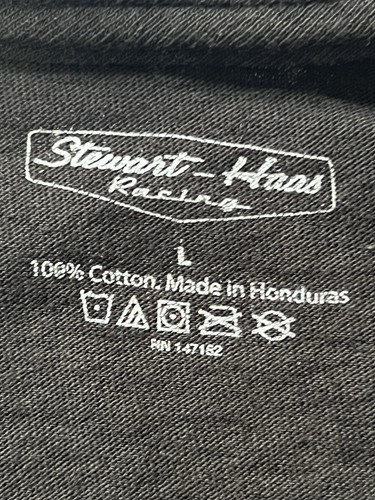 Stewart-Haas
Racing
L
100% Cotton. Made in Honduras
RN 147182